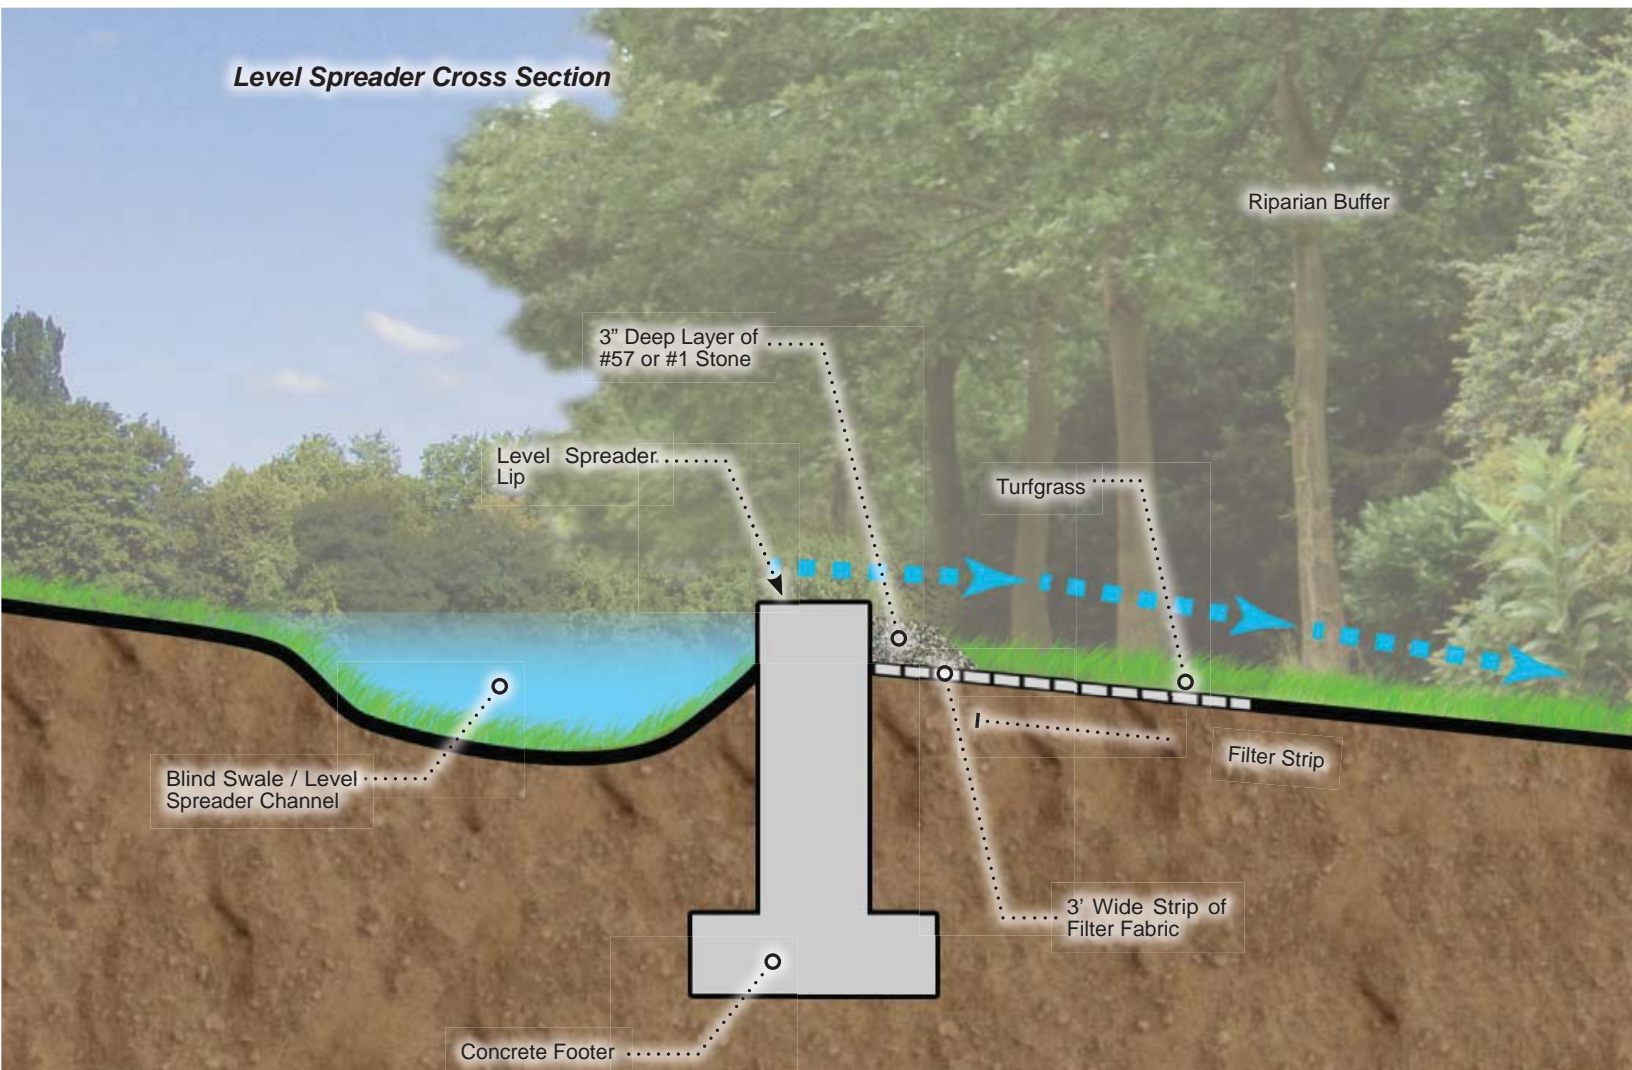 Level Spreader Cross Section
Riparian Buffer
3” Deep Layer of
#57 or #1 Stone
Level Spreader
Lip
Turfgrass
Filter Strip
Blind Swale / Level
Spreader Channel
3’ Wide Strip of
Filter Fabric
Concrete Footer